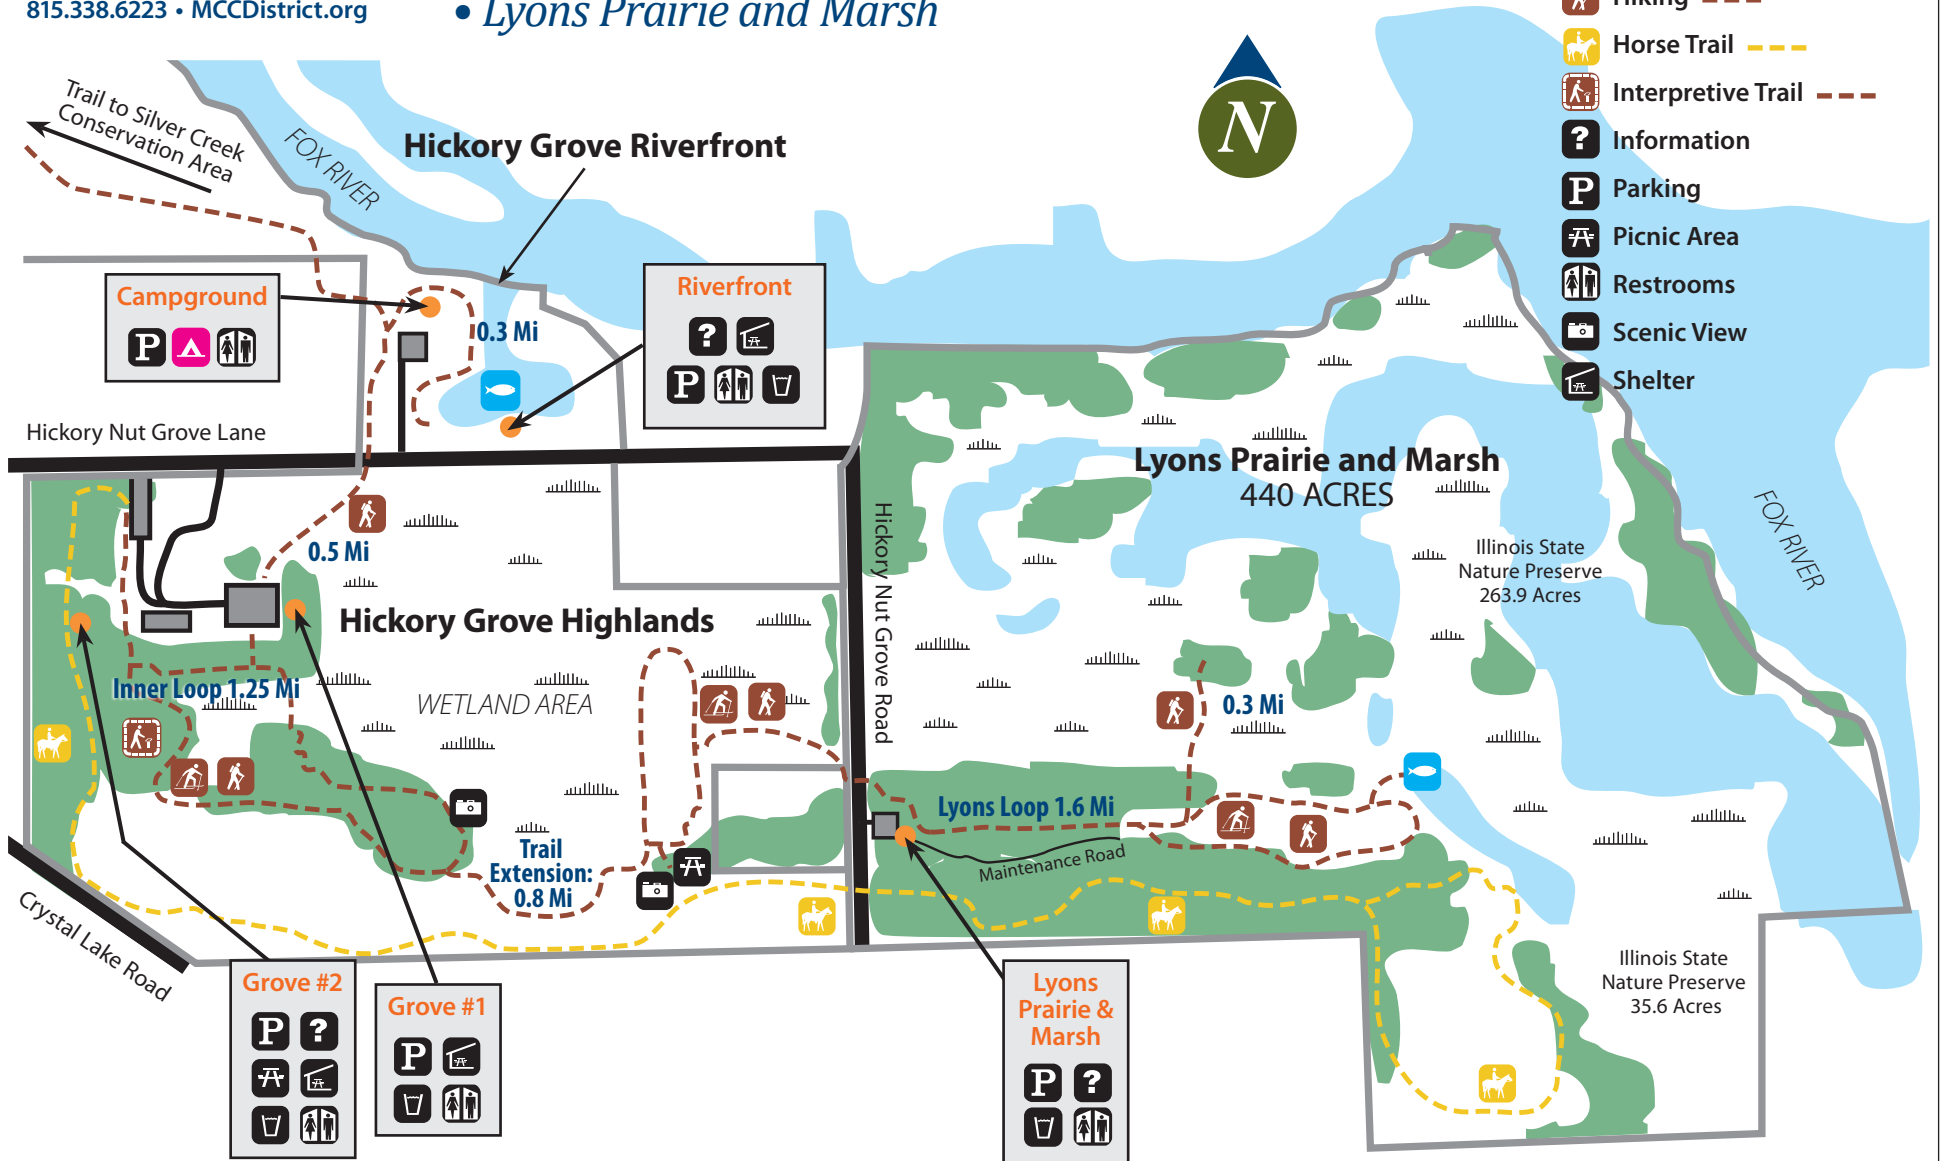 815.338.6223 • MCCDistrict.org
• Lyons Prairie and Marsh
Hiking
Horse Trail
Interpretive Trail
Information
Parking
Picnic Area
Restrooms
Scenic View
Shelter
N
Trail to Silver Creek
Conservation Area
FOX RIVER
Hickory Grove Riverfront
Campground
P
Riverfront
?
P
0.3 Mi
Hickory Nut Grove Lane
0.5 Mi
Hickory Grove Highlands
Inner Loop 1.25 Mi
WETLAND AREA
Trail
Extension:
0.8 Mi
Crystal Lake Road
Hickory Nut Grove Road
Lyons Prairie and Marsh
440 ACRES
Illinois State
Nature Preserve
263.9 Acres
FOX RIVER
0.3 Mi
Lyons Loop 1.6 Mi
Maintenance Road
Illinois State
Nature Preserve
35.6 Acres
Grove #2
P ?
Grove #1
P
Lyons
Prairie &
Marsh
P ?